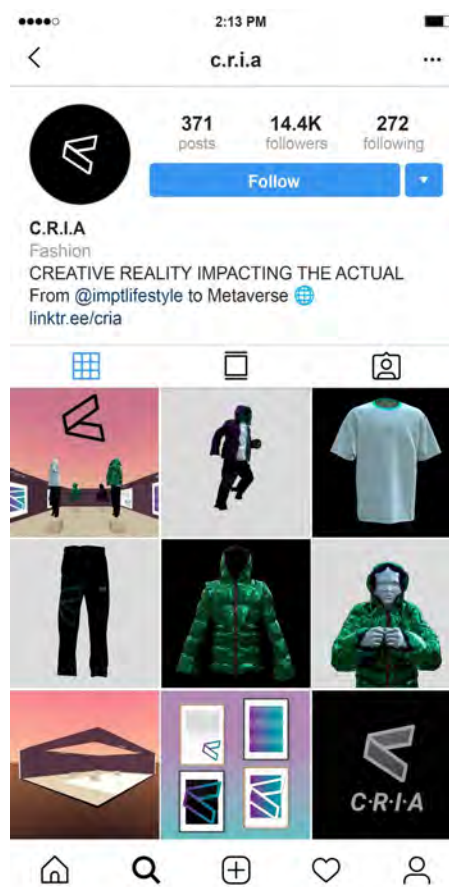 2:13 PM
c.r.i.a
371 14.4K 272
posts followers following
Follow
C.R.I.A
Fashion
CREATIVE REALITY IMPACTING THE ACTUAL
From @imptlifestyle to Metaverse 🌐
linktr.ee/cria
C·R·I·A